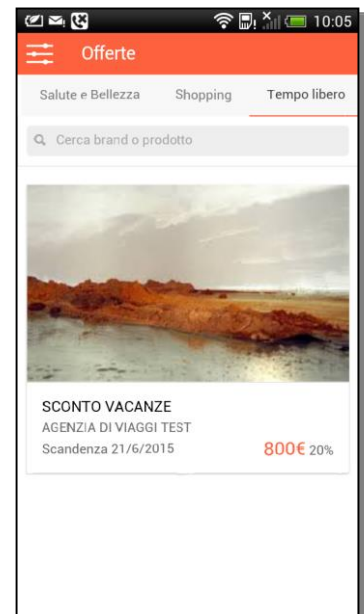 10:05
Offerte
Salute e Bellezza Shopping Tempo libero
Cerca brand o prodotto
SCONTO VACANZE
AGENZIA DI VIAGGI TEST
Scandenza 21/6/2015 800€ 20%